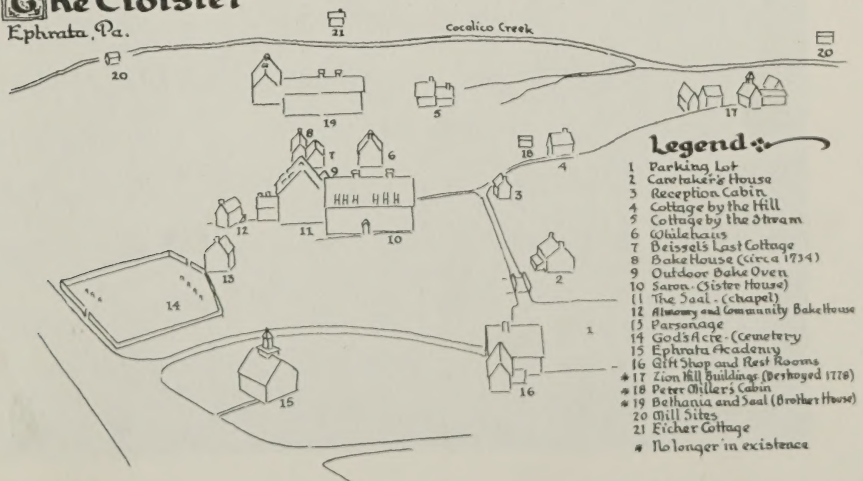 The Cloister
Ephrata, Pa.
21
Cocalico Creek
20
20
5
17
19
8
7
6
18
4
9
3
12
11
10
13
2
14
1
15
16
Legend
1 Parking Lot
2 Caretaker's House
3 Reception Cabin
4 Cottage by the Hill
5 Cottage by the Stream
6 Whitehaus
7 Beissel's Last Cottage
8 Bake House (circa 1734)
9 Outdoor Bake Oven
10 Saron - (Sister House)
11 The Saal - (chapel)
12 Almonry and Community Bake House
13 Parsonage
14 God's Acre - (cemetery
15 Ephrata Academy
16 Gift Shop and Rest Rooms
* 17 Zion Hill Buildings (Destroyed 1778)
* 18 Peter Miller's Cabin
* 19 Bethania and Saal (Brother House)
20 Mill Sites
21 Eicher Cottage
* No longer in existence